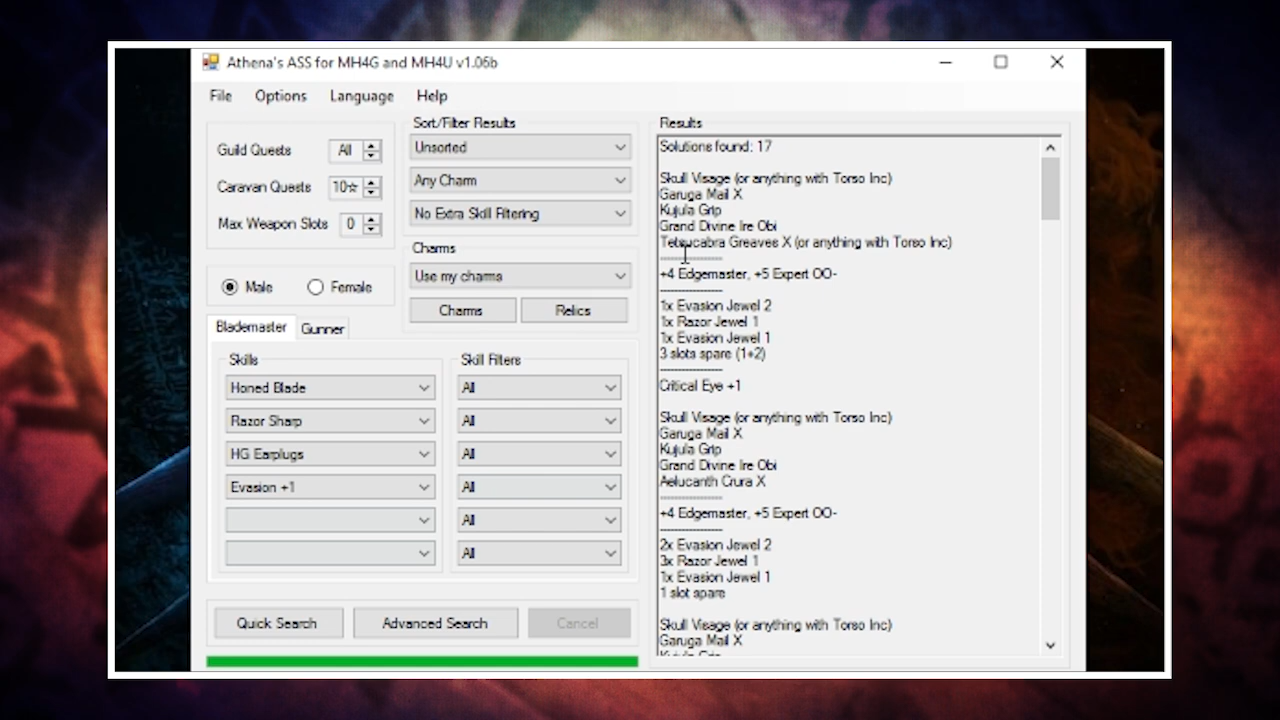 Athena's ASS for MH4G and MH4U v1.06b
File Options Language Help
Guild Quests All
Caravan Quests 10☆
Max Weapon Slots 0
Male Female
Sort/Filter Results
Unsorted
Any Charm
No Extra Skill Filtering
Charms
Use my charms
Charms Relics
Blademaster Gunner
Skills Skill Filters
Honed Blade All
Razor Sharp All
HG Earplugs All
Evasion +1 All
All
All
Quick Search Advanced Search Cancel
Results
Solutions found: 17
Skull Visage (or anything with Torso Inc)
Garuga Mail X
Kujula Grip
Grand Divine Ire Obi
Tetsucabra Greaves X (or anything with Torso Inc)
-----------------
+4 Edgemaster, +5 Expert OO-
-----------------
1x Evasion Jewel 2
1x Razor Jewel 1
1x Evasion Jewel 1
3 slots spare (1+2)
-----------------
Critical Eye +1
Skull Visage (or anything with Torso Inc)
Garuga Mail X
Kujula Grip
Grand Divine Ire Obi
Aelucanth Crura X
-----------------
+4 Edgemaster, +5 Expert OO-
-----------------
2x Evasion Jewel 2
3x Razor Jewel 1
1x Evasion Jewel 1
1 slot spare
Skull Visage (or anything with Torso Inc)
Garuga Mail X
Kujula Grip